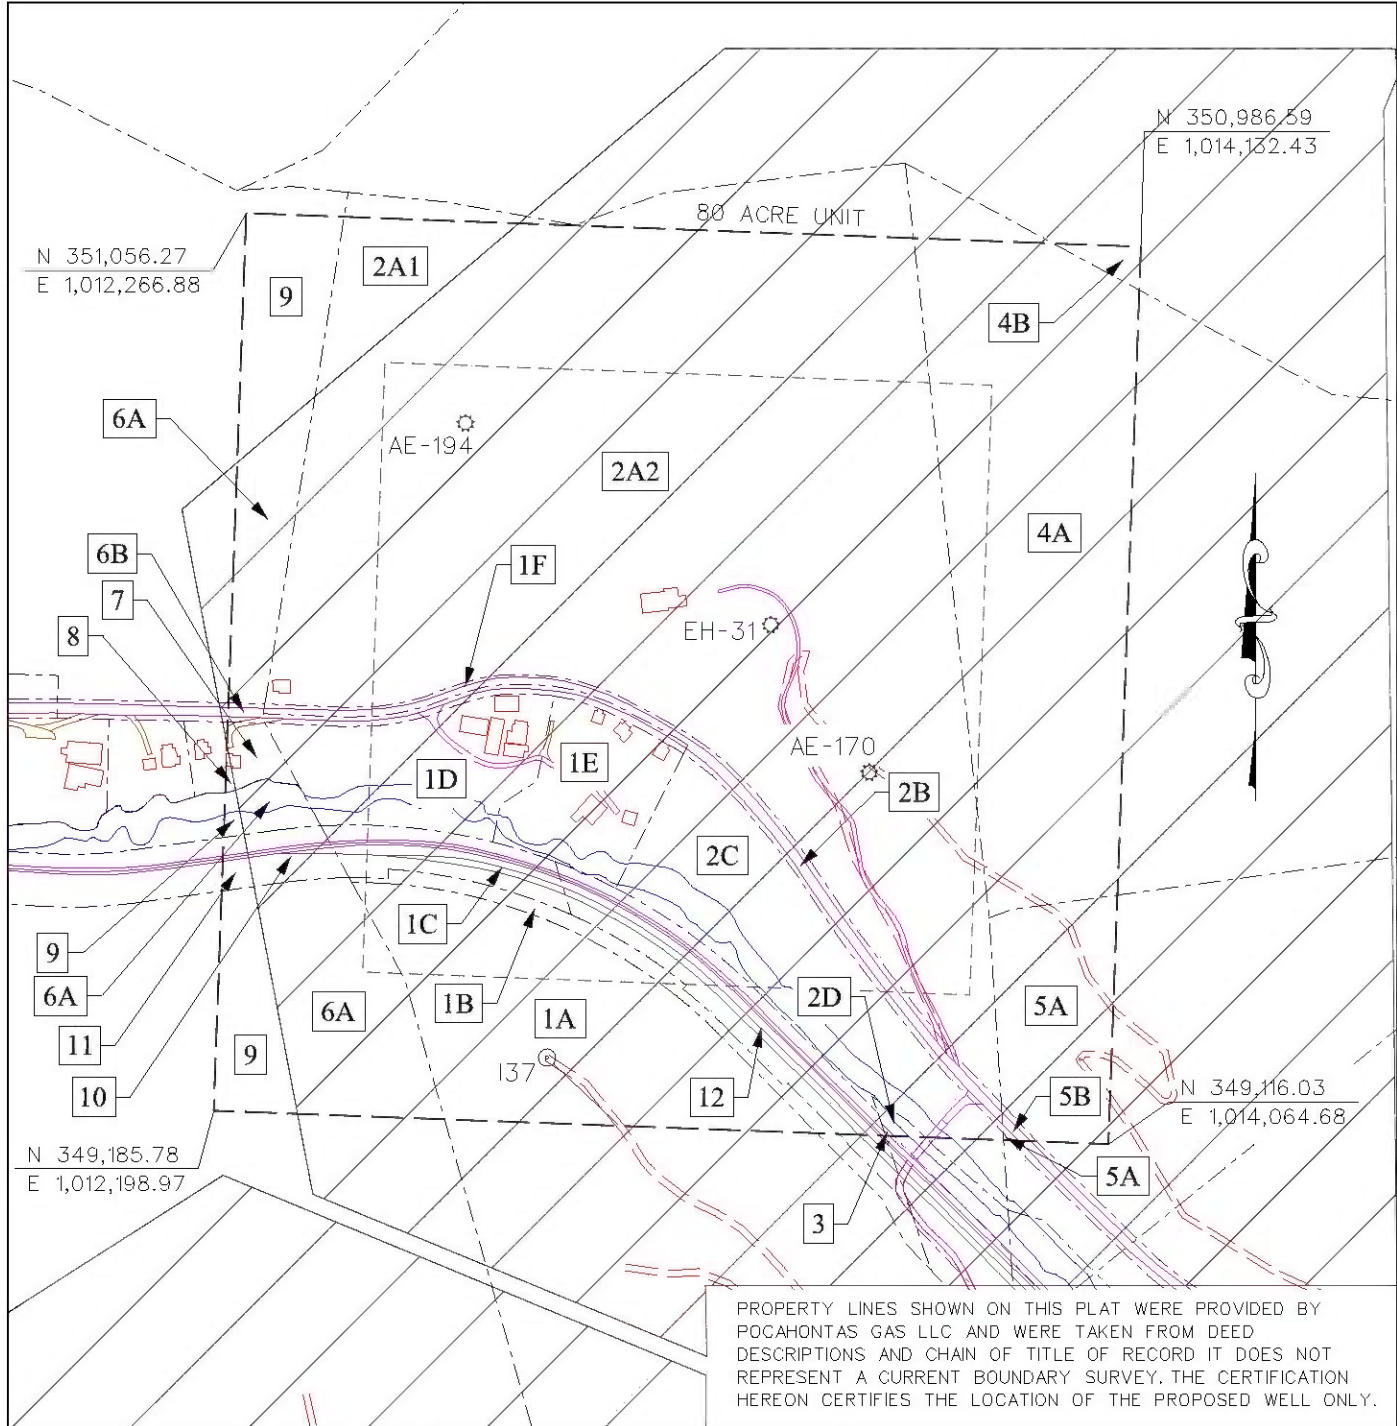 N 350,986.59
E 1,014,132.43
80 ACRE UNIT
N 351,056.27
E 1,012,266.88
2A1
9
4B
6A
AE-194
2A2
4A
6B
1F
7
8
EH-31
AE-170
1D
1E
2B
2C
1C
9
6A
1B
2D
6A
1A
5A
11
9
137
10
12
5B
N 349,116.03
E 1,014,064.68
N 349,185.78
E 1,012,198.97
5A
3
PROPERTY LINES SHOWN ON THIS PLAT WERE PROVIDED BY
POCAHONTAS GAS LLC AND WERE TAKEN FROM DEED
DESCRIPTIONS AND CHAIN OF TITLE OF RECORD IT DOES NOT
REPRESENT A CURRENT BOUNDARY SURVEY. THE CERTIFICATION
HEREON CERTIFIES THE LOCATION OF THE PROPOSED WELL ONLY.